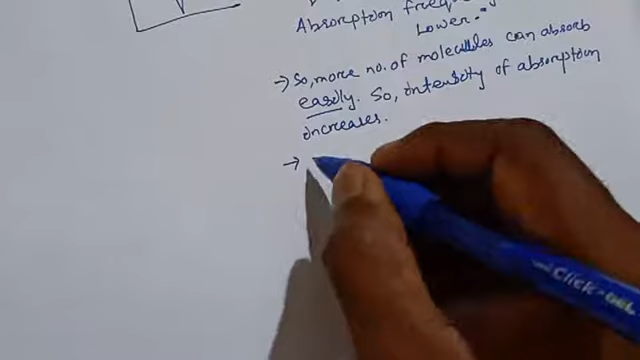 Absorption freq
Lower.
→ So, more no. of molecules can absorb
easily. So, intensity of absorption
increases.
→
Click-GEL